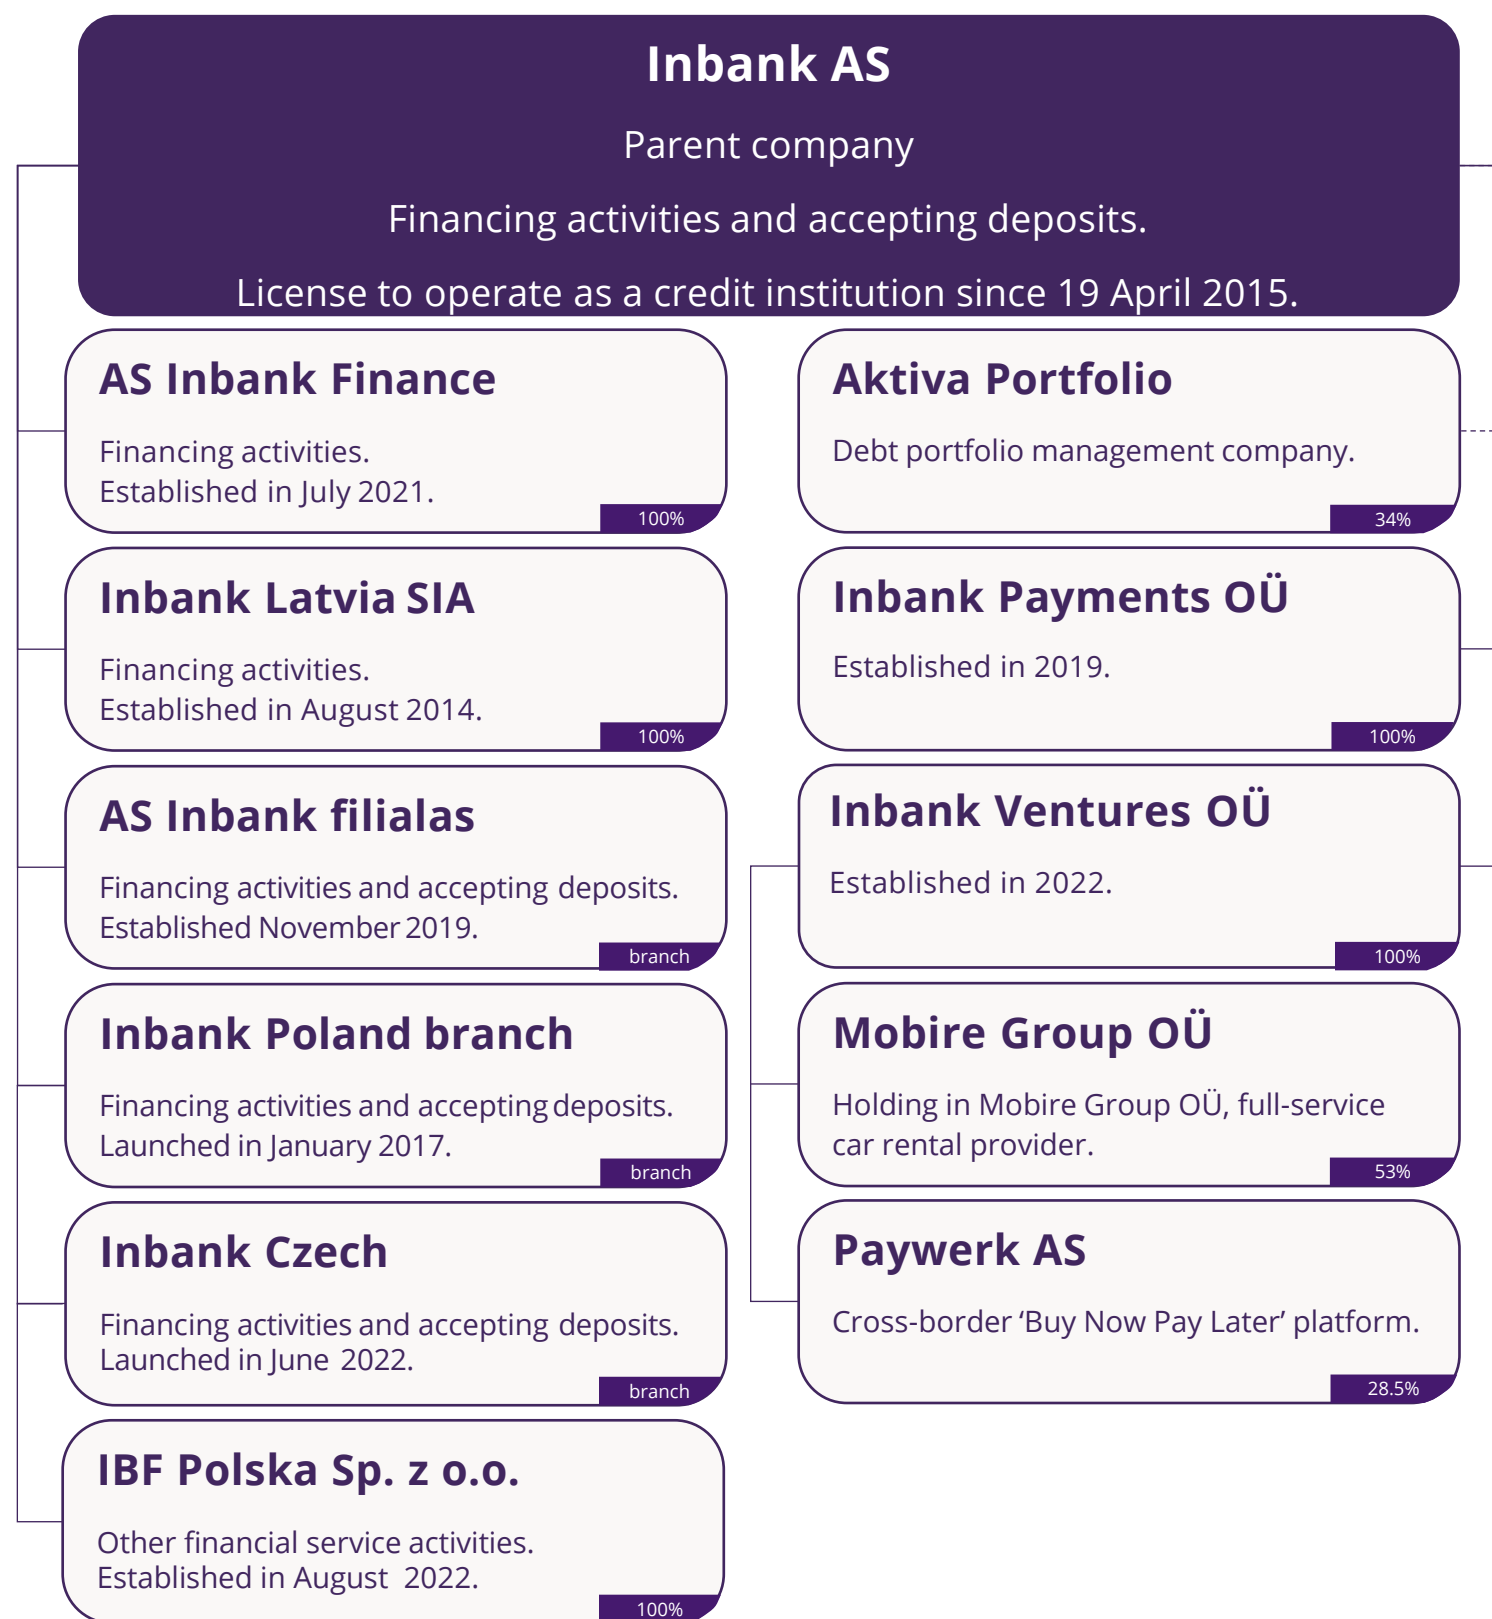 Inbank AS
Parent company
Financing activities and accepting deposits.
License to operate as a credit institution since 19 April 2015.
AS Inbank Finance
Financing activities.
Established in July 2021.
100%
Inbank Latvia SIA
Financing activities.
Established in August 2014.
100%
AS Inbank filialas
Financing activities and accepting deposits.
Established November 2019.
branch
Inbank Poland branch
Financing activities and accepting deposits.
Launched in January 2017.
branch
Inbank Czech
Financing activities and accepting deposits.
Launched in June 2022.
branch
IBF Polska Sp. z o.o.
Other financial service activities.
Established in August 2022.
100%
Aktiva Portfolio
Debt portfolio management company.
34%
Inbank Payments OÜ
Established in 2019.
100%
Inbank Ventures OÜ
Established in 2022.
100%
Mobire Group OÜ
Holding in Mobire Group OÜ, full-service
car rental provider.
53%
Paywerk AS
Cross-border ‘Buy Now Pay Later’ platform.
28.5%